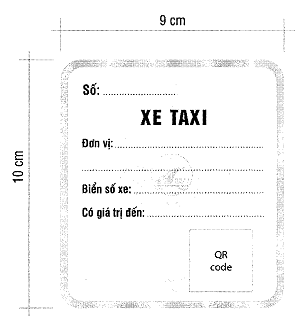 9 cm
10 cm
Số: ....................
XE TAXI
Đơn vị: ........................................
........................................
Biển số xe: ..............................
Có giá trị đến: ..............................
QR
code